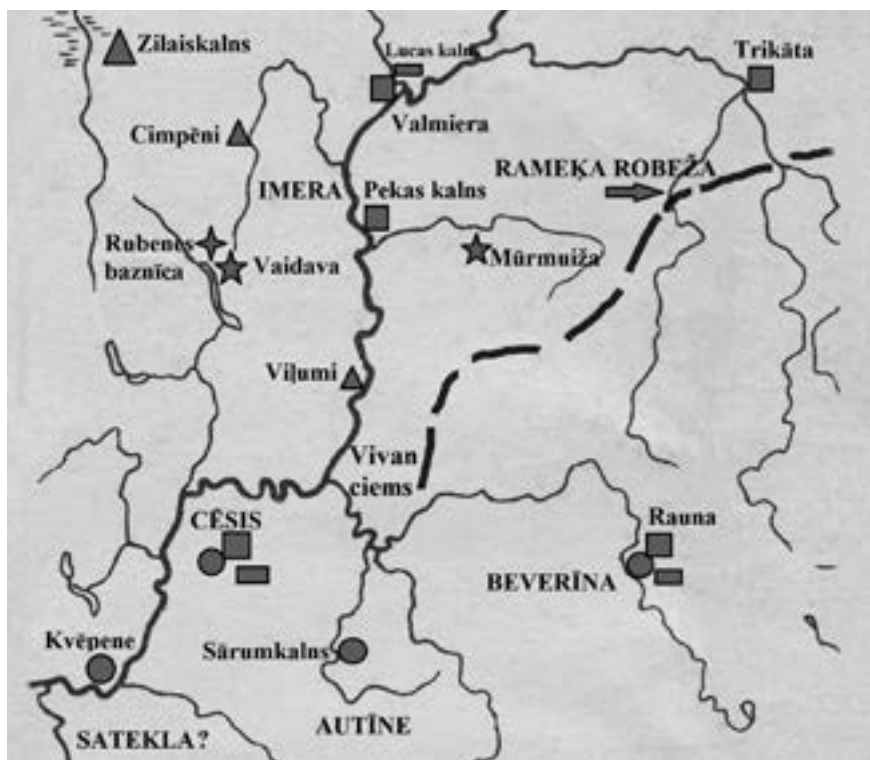 Zilaiskalns
Lucas kalns
Trikāta
Valmiera
Cimpēni
RAMEĶA ROBEŽA
IMERA
Pekas kalns
Rubenes
baznīca
Vaidava
Mūrmuiža
Viļumi
Vivan
ciems
CĒSIS
Rauna
BEVERĪNA
Kvēpene
Sārumkalns
AUTĪNE
SATEKLA?